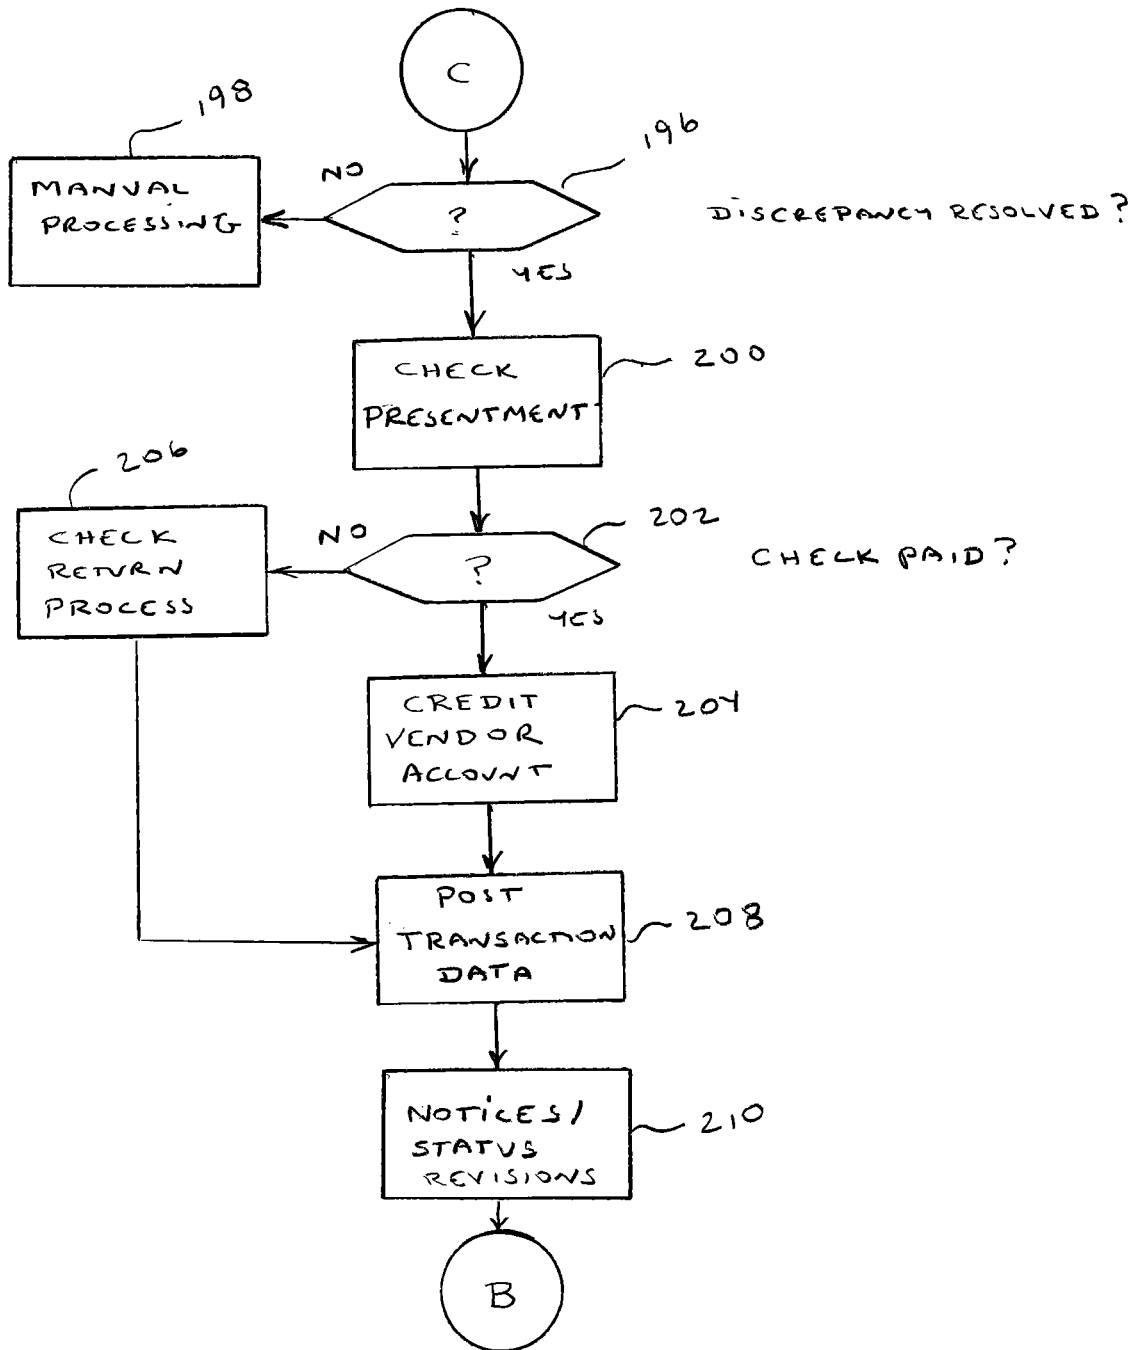 C
198
196
NO
MANUAL
PROCESSING
?
DISCREPANCY RESOLVED?
YES
200
CHECK
PRESENTMENT
206
202
NO
CHECK
RETURN
PROCESS
?
CHECK PAID?
YES
CREDIT
VENDOR
ACCOUNT
204
POST
TRANSACTION
DATA
208
NOTICES/
STATUS
REVISIONS
210
B